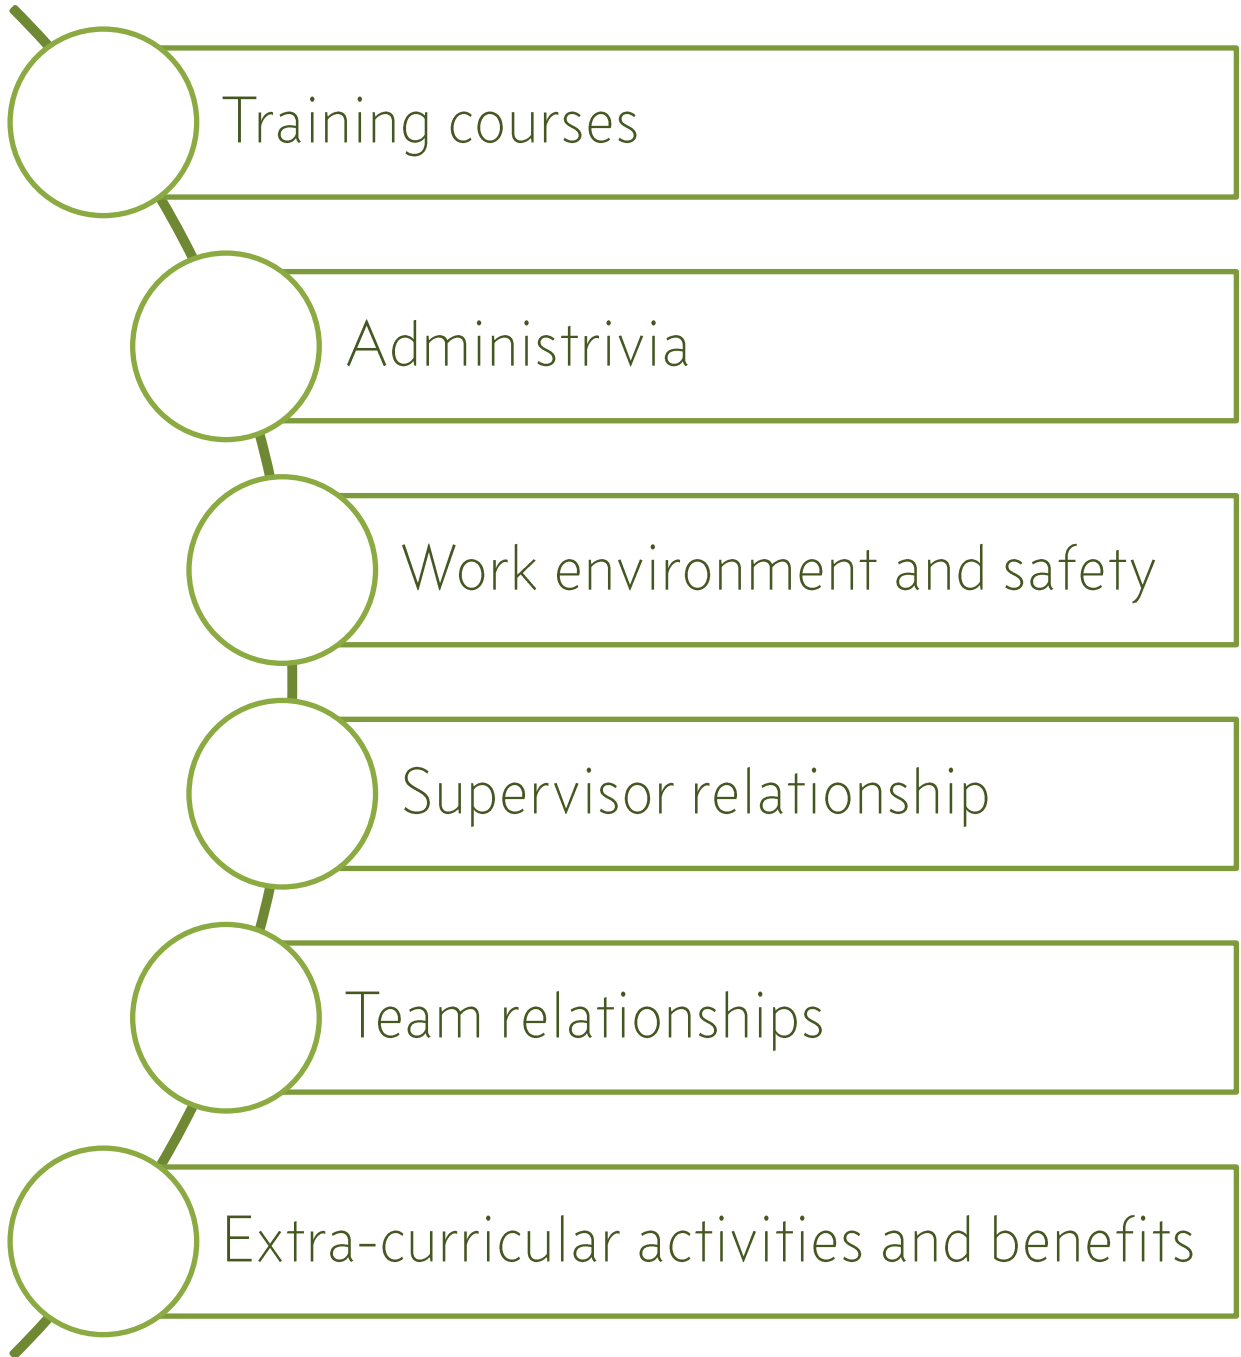 Training courses
Administrivia
Work environment and safety
Supervisor relationship
Team relationships
Extra-curricular activities and benefits